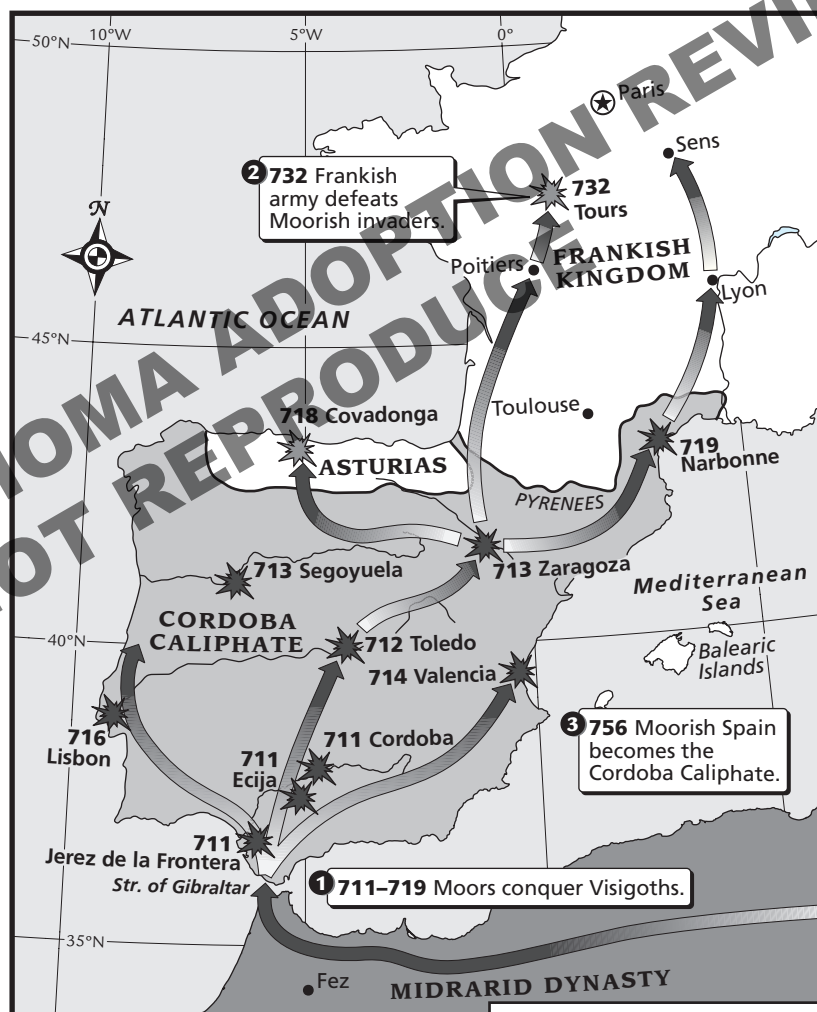 10°W
5°W
0°
50°N
Paris
Sens
2 732 Frankish
army defeats
Moorish invaders.
732
Tours
N
FRANKISH
KINGDOM
Poitiers
Lyon
ATLANTIC OCEAN
45°N
Toulouse
718 Covadonga
ASTURIAS
719
Narbonne
PYRENEES
713 Segoyuela
713 Zaragoza
Mediterranean
Sea
CORDOBA
CALIPHATE
40°N
712 Toledo
Balearic
Islands
714 Valencia
716
Lisbon
711 Cordoba
711
Ecija
3 756 Moorish Spain
becomes the
Cordoba Caliphate.
711
Jerez de la Frontera
Str. of Gibraltar
1 711–719 Moors conquer Visigoths.
35°N
Fez
MIDRARID DYNASTY
OMA ADOPTION REVI
OT REPRODUCE